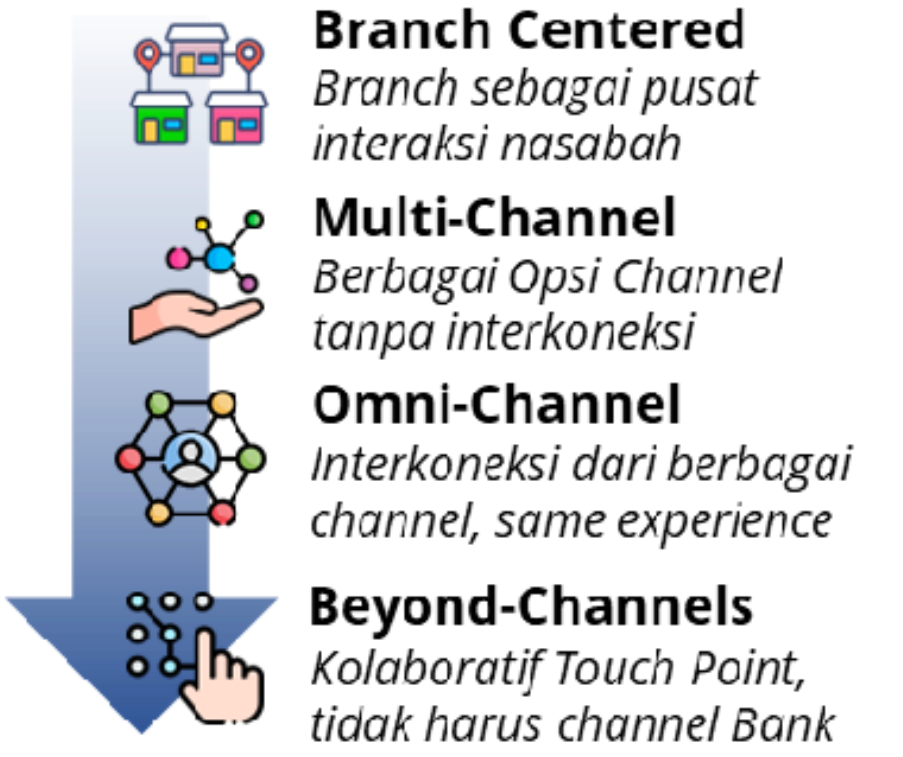 Branch Centered
Branch sebagai pusat
interaksi nasabah
Multi-Channel
Berbagai Opsi Channel
tanpa interkoneksi
Omni-Channel
Interkoneksi dari berbagai
channel, same experience
Beyond-Channels
Kolaboratif Touch Point,
tidak harus channel Bank